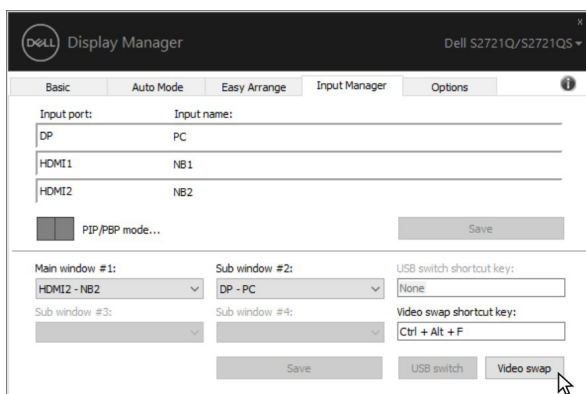 x
DELL Display Manager Dell S2721Q/S2721QS
Basic Auto Mode Easy Arrange Input Manager Options i
Input port: Input name:
DP PC
HDMI1 NB1
HDMI2 NB2
PIP/PBP mode... Save
Main window #1: Sub window #2: USB switch shortcut key:
HDMI2 - NB2 DP - PC None
Sub window #3: Sub window #4: Video swap shortcut key:
Ctrl + Alt + F
Save USB switch Video swap